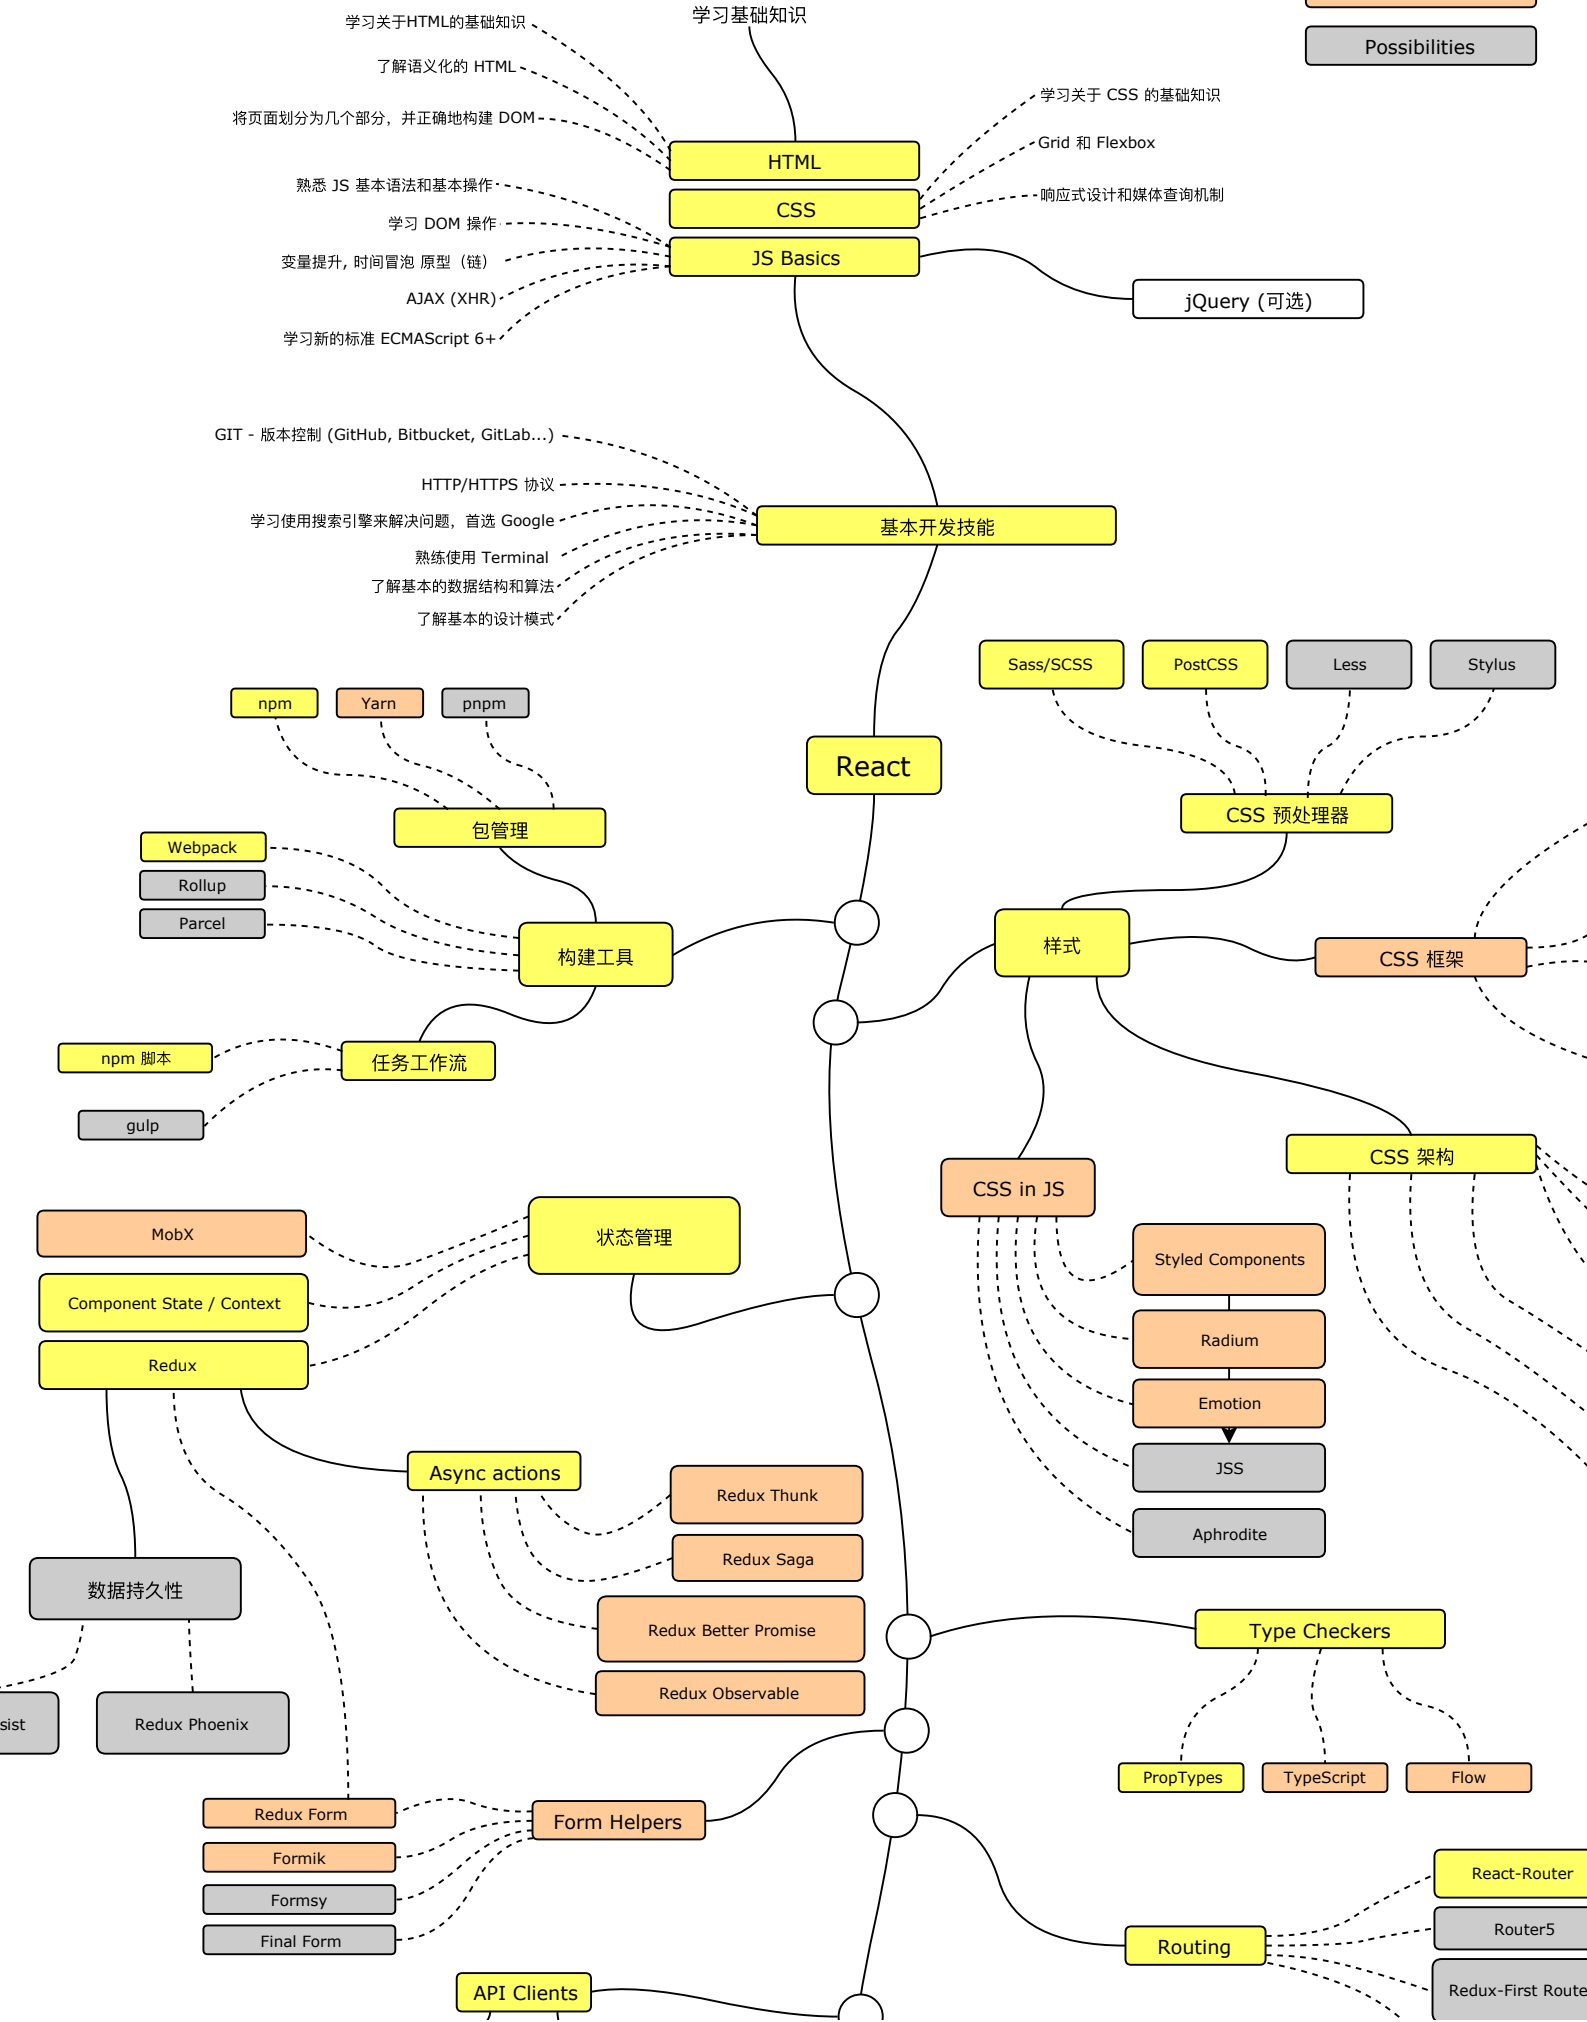 学习基础知识
学习关于HTML的基础知识
了解语义化的 HTML
将页面划分为几个部分，并正确地构建 DOM
Possibilities
学习关于 CSS 的基础知识
Grid 和 Flexbox
响应式设计和媒体查询机制
HTML
CSS
JS Basics
熟悉 JS 基本语法和基本操作
学习 DOM 操作
变量提升, 时间冒泡 原型（链）
AJAX (XHR)
学习新的标准 ECMAScript 6+
jQuery (可选)
GIT - 版本控制 (GitHub, Bitbucket, GitLab...)
HTTP/HTTPS 协议
学习使用搜索引擎来解决问题，首选 Google
熟练使用 Terminal
了解基本的数据结构和算法
了解基本的设计模式
基本开发技能
Sass/SCSS
PostCSS
Less
Stylus
npm
Yarn
pnpm
React
CSS 预处理器
包管理
Webpack
Rollup
Parcel
构建工具
样式
CSS 框架
npm 脚本
任务工作流
gulp
CSS 架构
CSS in JS
MobX
状态管理
Component State / Context
Redux
Styled Components
Radium
Emotion
JSS
Aphrodite
Async actions
Redux Thunk
Redux Saga
Redux Better Promise
Redux Observable
数据持久性
sist
Redux Phoenix
Type Checkers
PropTypes
TypeScript
Flow
Redux Form
Formik
Formsy
Final Form
Form Helpers
React-Router
Router5
Redux-First Route
Routing
API Clients